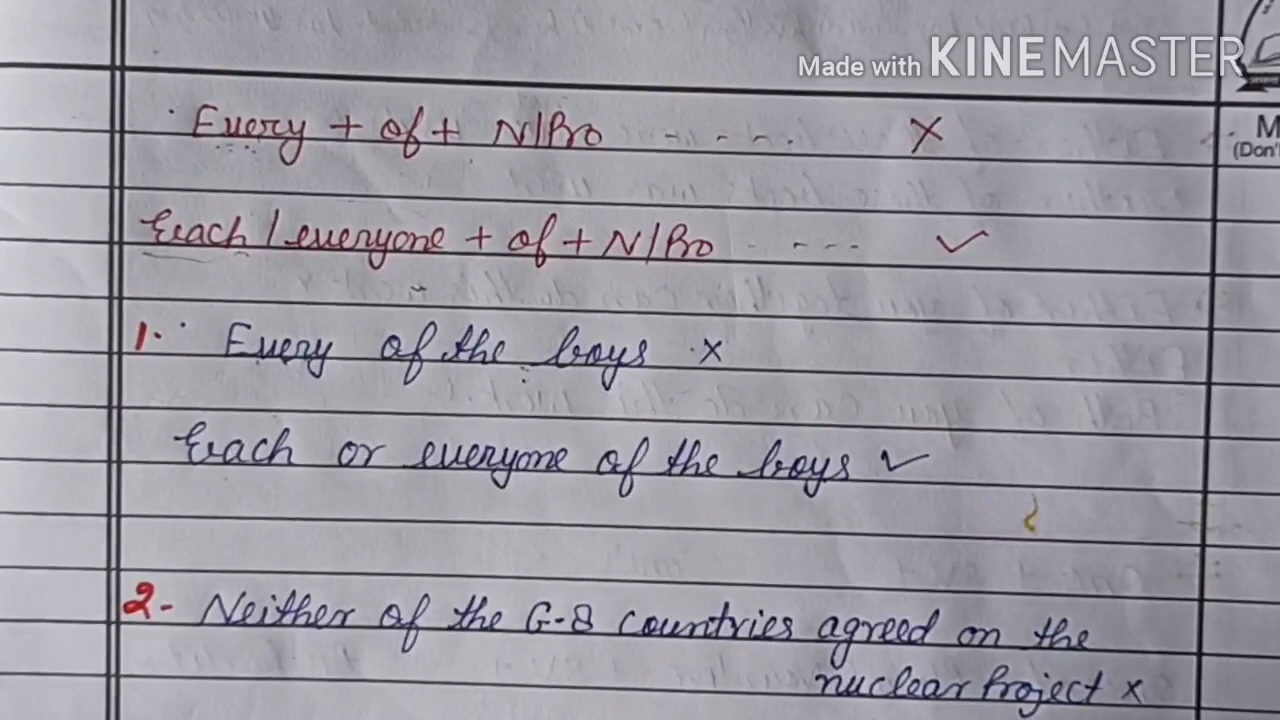 Made with KINEMASTER
Every + of + N/Pro - - - . X
M
(Don't
Each / everyone + of + N/Pro - - - - ✓
1. Every of the boys x
Each or everyone of the boys ✓
2- Neither of the G-8 countries agreed on the
nuclear Project x